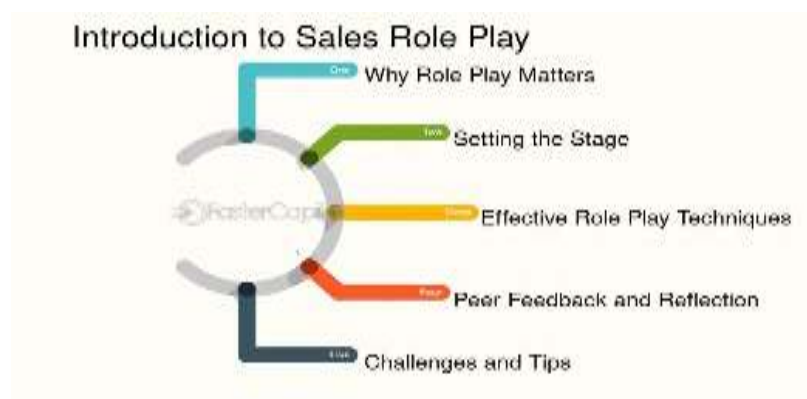 Introduction to Sales Role Play
One
Why Role Play Matters
Two
Setting the Stage
FasterCapi
Three
Effective Role Play Techniques
Four
Peer Feedback and Reflection
Five
Challenges and Tips